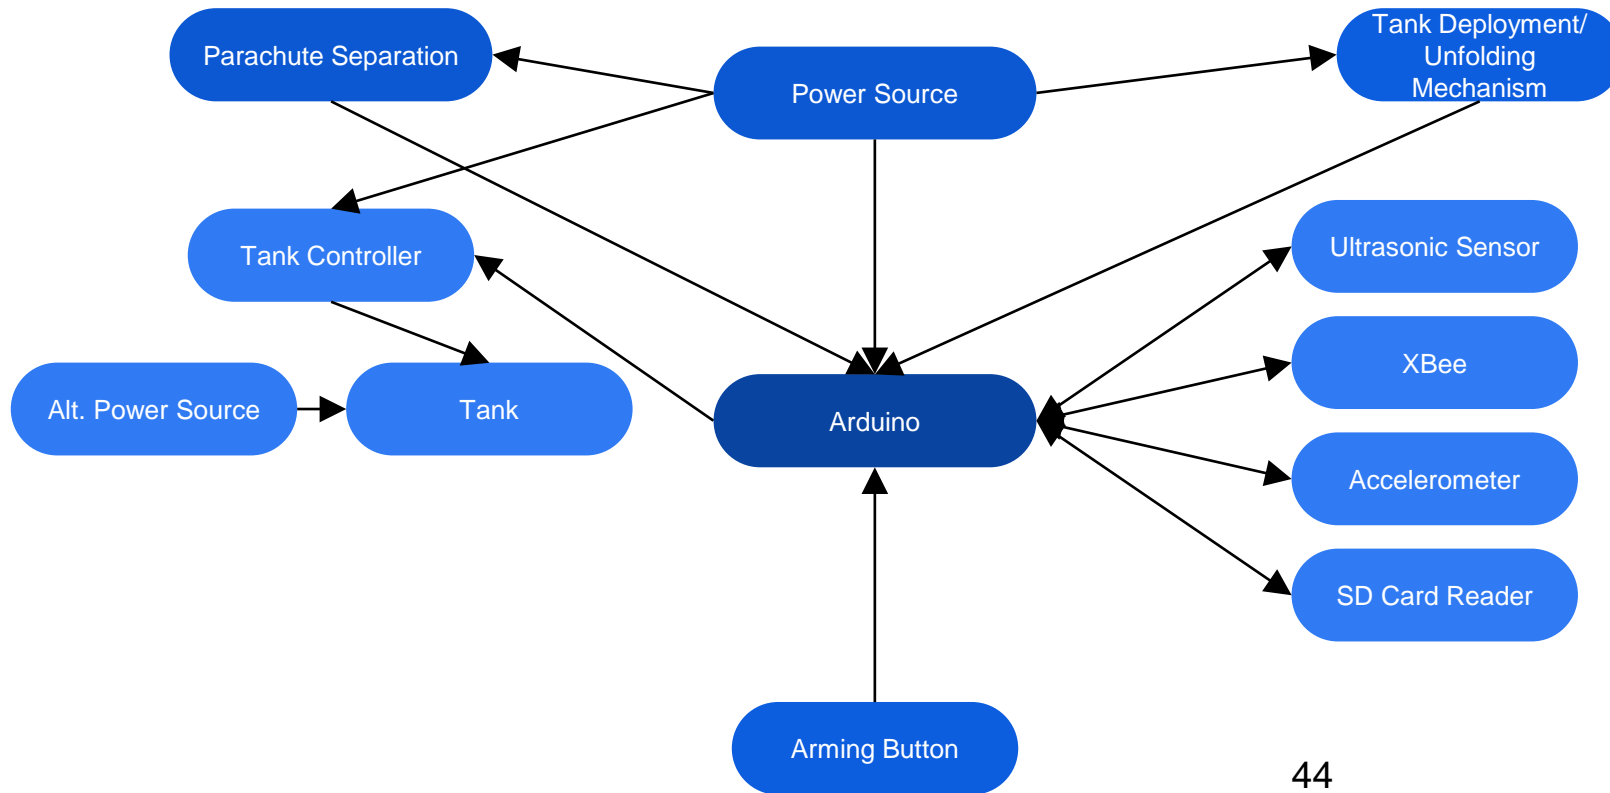 Parachute Separation
Power Source
Tank Deployment/
Unfolding
Mechanism
Tank Controller
Ultrasonic Sensor
XBee
Alt. Power Source
Tank
Arduino
Accelerometer
SD Card Reader
Arming Button
44